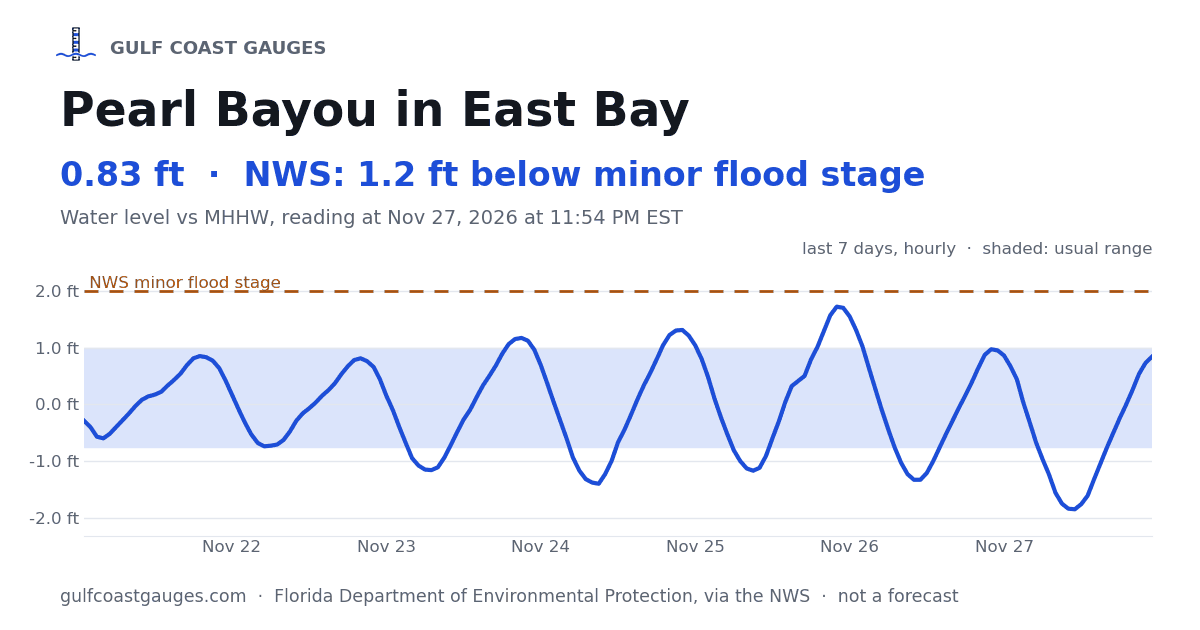 GULF COAST GAUGES
Pearl Bayou in East Bay
0.83 ft · NWS: 1.2 ft below minor flood stage
Water level vs MHHW, reading at Nov 27, 2026 at 11:54 PM EST
last 7 days, hourly · shaded: usual range
NWS minor flood stage
2.0 ft
1.0 ft
0.0 ft
-1.0 ft
-2.0 ft
Nov 22 Nov 23 Nov 24 Nov 25 Nov 26 Nov 27
gulfcoastgauges.com · Florida Department of Environmental Protection, via the NWS · not a forecast